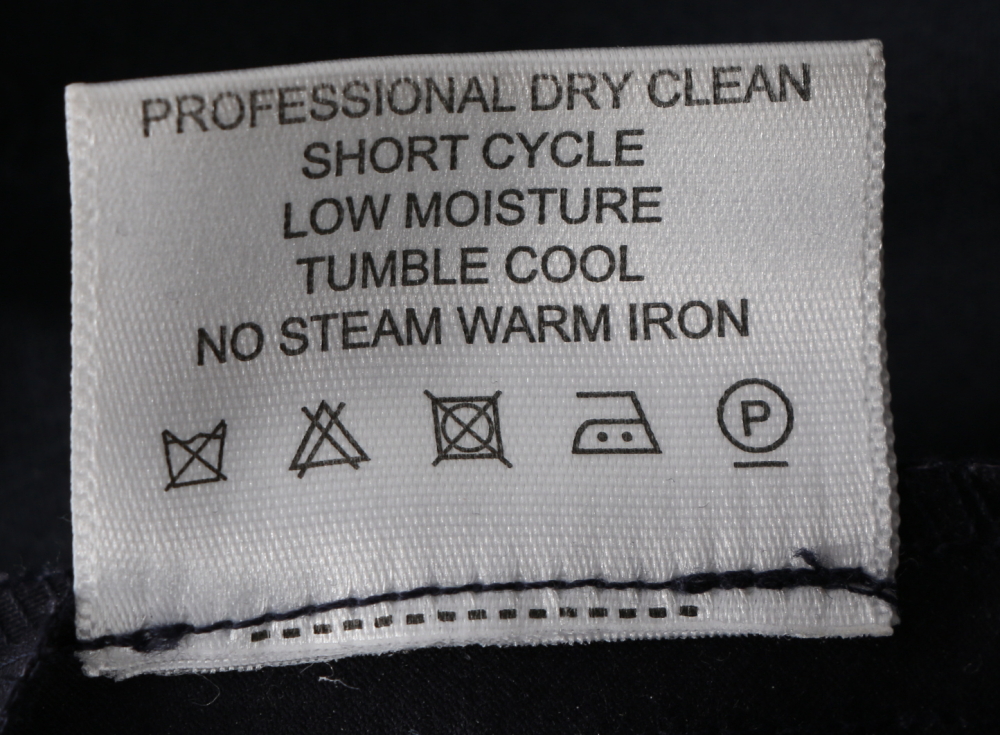 PROFESSIONAL DRY CLEAN
SHORT CYCLE
LOW MOISTURE
TUMBLE COOL
NO STEAM WARM IRON
P